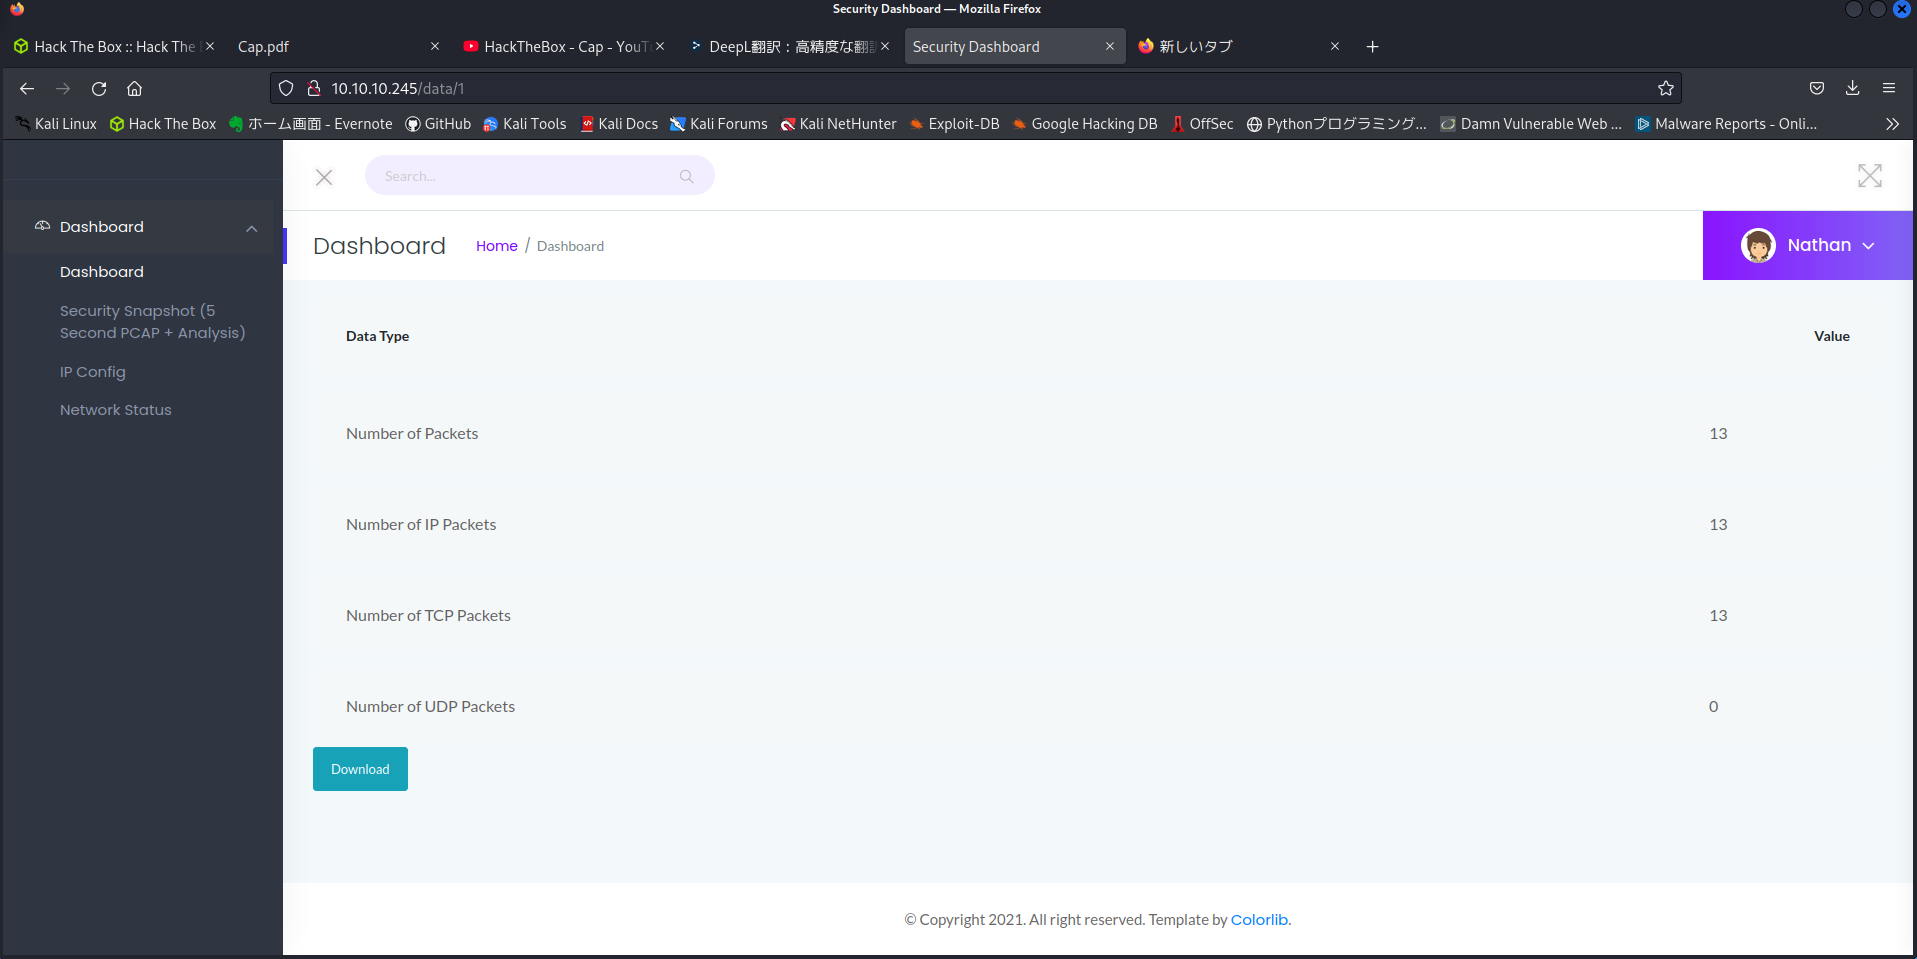 Security Dashboard — Mozilla Firefox
Hack The Box :: Hack The
Cap.pdf
HackTheBox - Cap - YouT
DeepL翻訳：高精度な翻
Security Dashboard
新しいタブ
10.10.10.245/data/1
Kali Linux
Hack The Box
ホーム画面 - Evernote
GitHub
Kali Tools
Kali Docs
Kali Forums
Kali NetHunter
Exploit-DB
Google Hacking DB
OffSec
Pythonプログラミング...
Damn Vulnerable Web ...
Malware Reports - Onli...
Search...
Dashboard
Dashboard
Security Snapshot (5
Second PCAP + Analysis)
IP Config
Network Status
Dashboard
Home / Dashboard
Nathan
Data Type Value
Number of Packets 13
Number of IP Packets 13
Number of TCP Packets 13
Number of UDP Packets 0
Download
© Copyright 2021. All right reserved. Template by Colorlib.